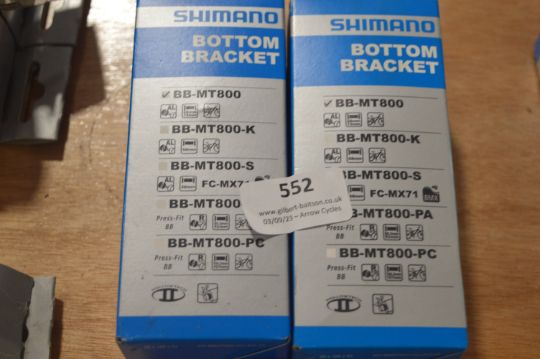 SHIMANO
BOTTOM
BRACKET
BB-MT800
BB-MT800-K
BB-MT800-S
FC-MX71
BB-MT800
Press-Fit
BB
BB-MT800-PC
Press-Fit
BB
SHIMANO
BOTTOM
BRACKET
BB-MT800
BB-MT800-K
BB-MT800-S
FC-MX71
BB-MT800-PA
Press-Fit
BB
BB-MT800-PC
Press-Fit
BB
552
www.gilbert-baitson.co.uk
03/09/23 - Arrow Cycles